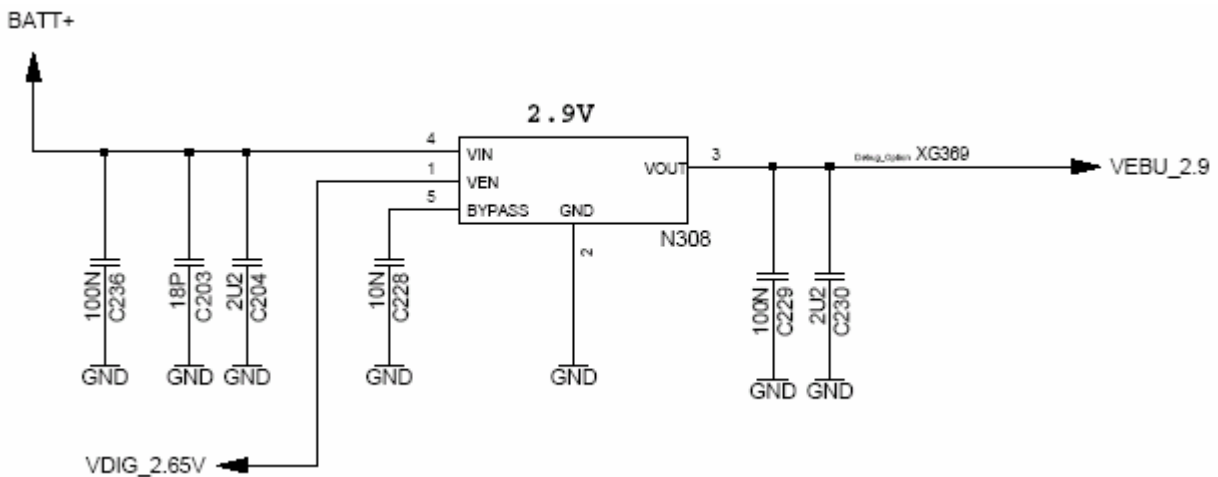 BATT+
2.9V
4
VIN
1
VEN
5
BYPASS
GND
2
VOUT
3
N308
Debug_Option XG369
VEBU_2.9
100N
C236
18P
C203
2U2
C204
10N
C228
100N
C229
2U2
C230
GND
GND
GND
GND
GND
GND
GND
VDIG_2.65V